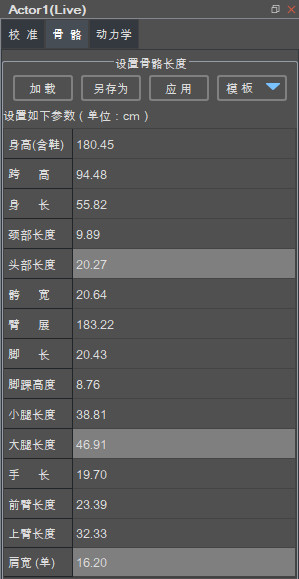 Actor1(Live)
校 准 骨 骼 动力学
设置骨骼长度
加 载 另存为 应 用 模 板
设置如下参数 ( 单位 : cm )
身高(含鞋) 180.45
跨 高 94.48
身 长 55.82
颈部长度 9.89
头部长度 20.27
髋 宽 20.64
臂 展 183.22
脚 长 20.43
脚踝高度 8.76
小腿长度 38.81
大腿长度 46.91
手 长 19.70
前臂长度 23.39
上臂长度 32.33
肩宽 (单) 16.20